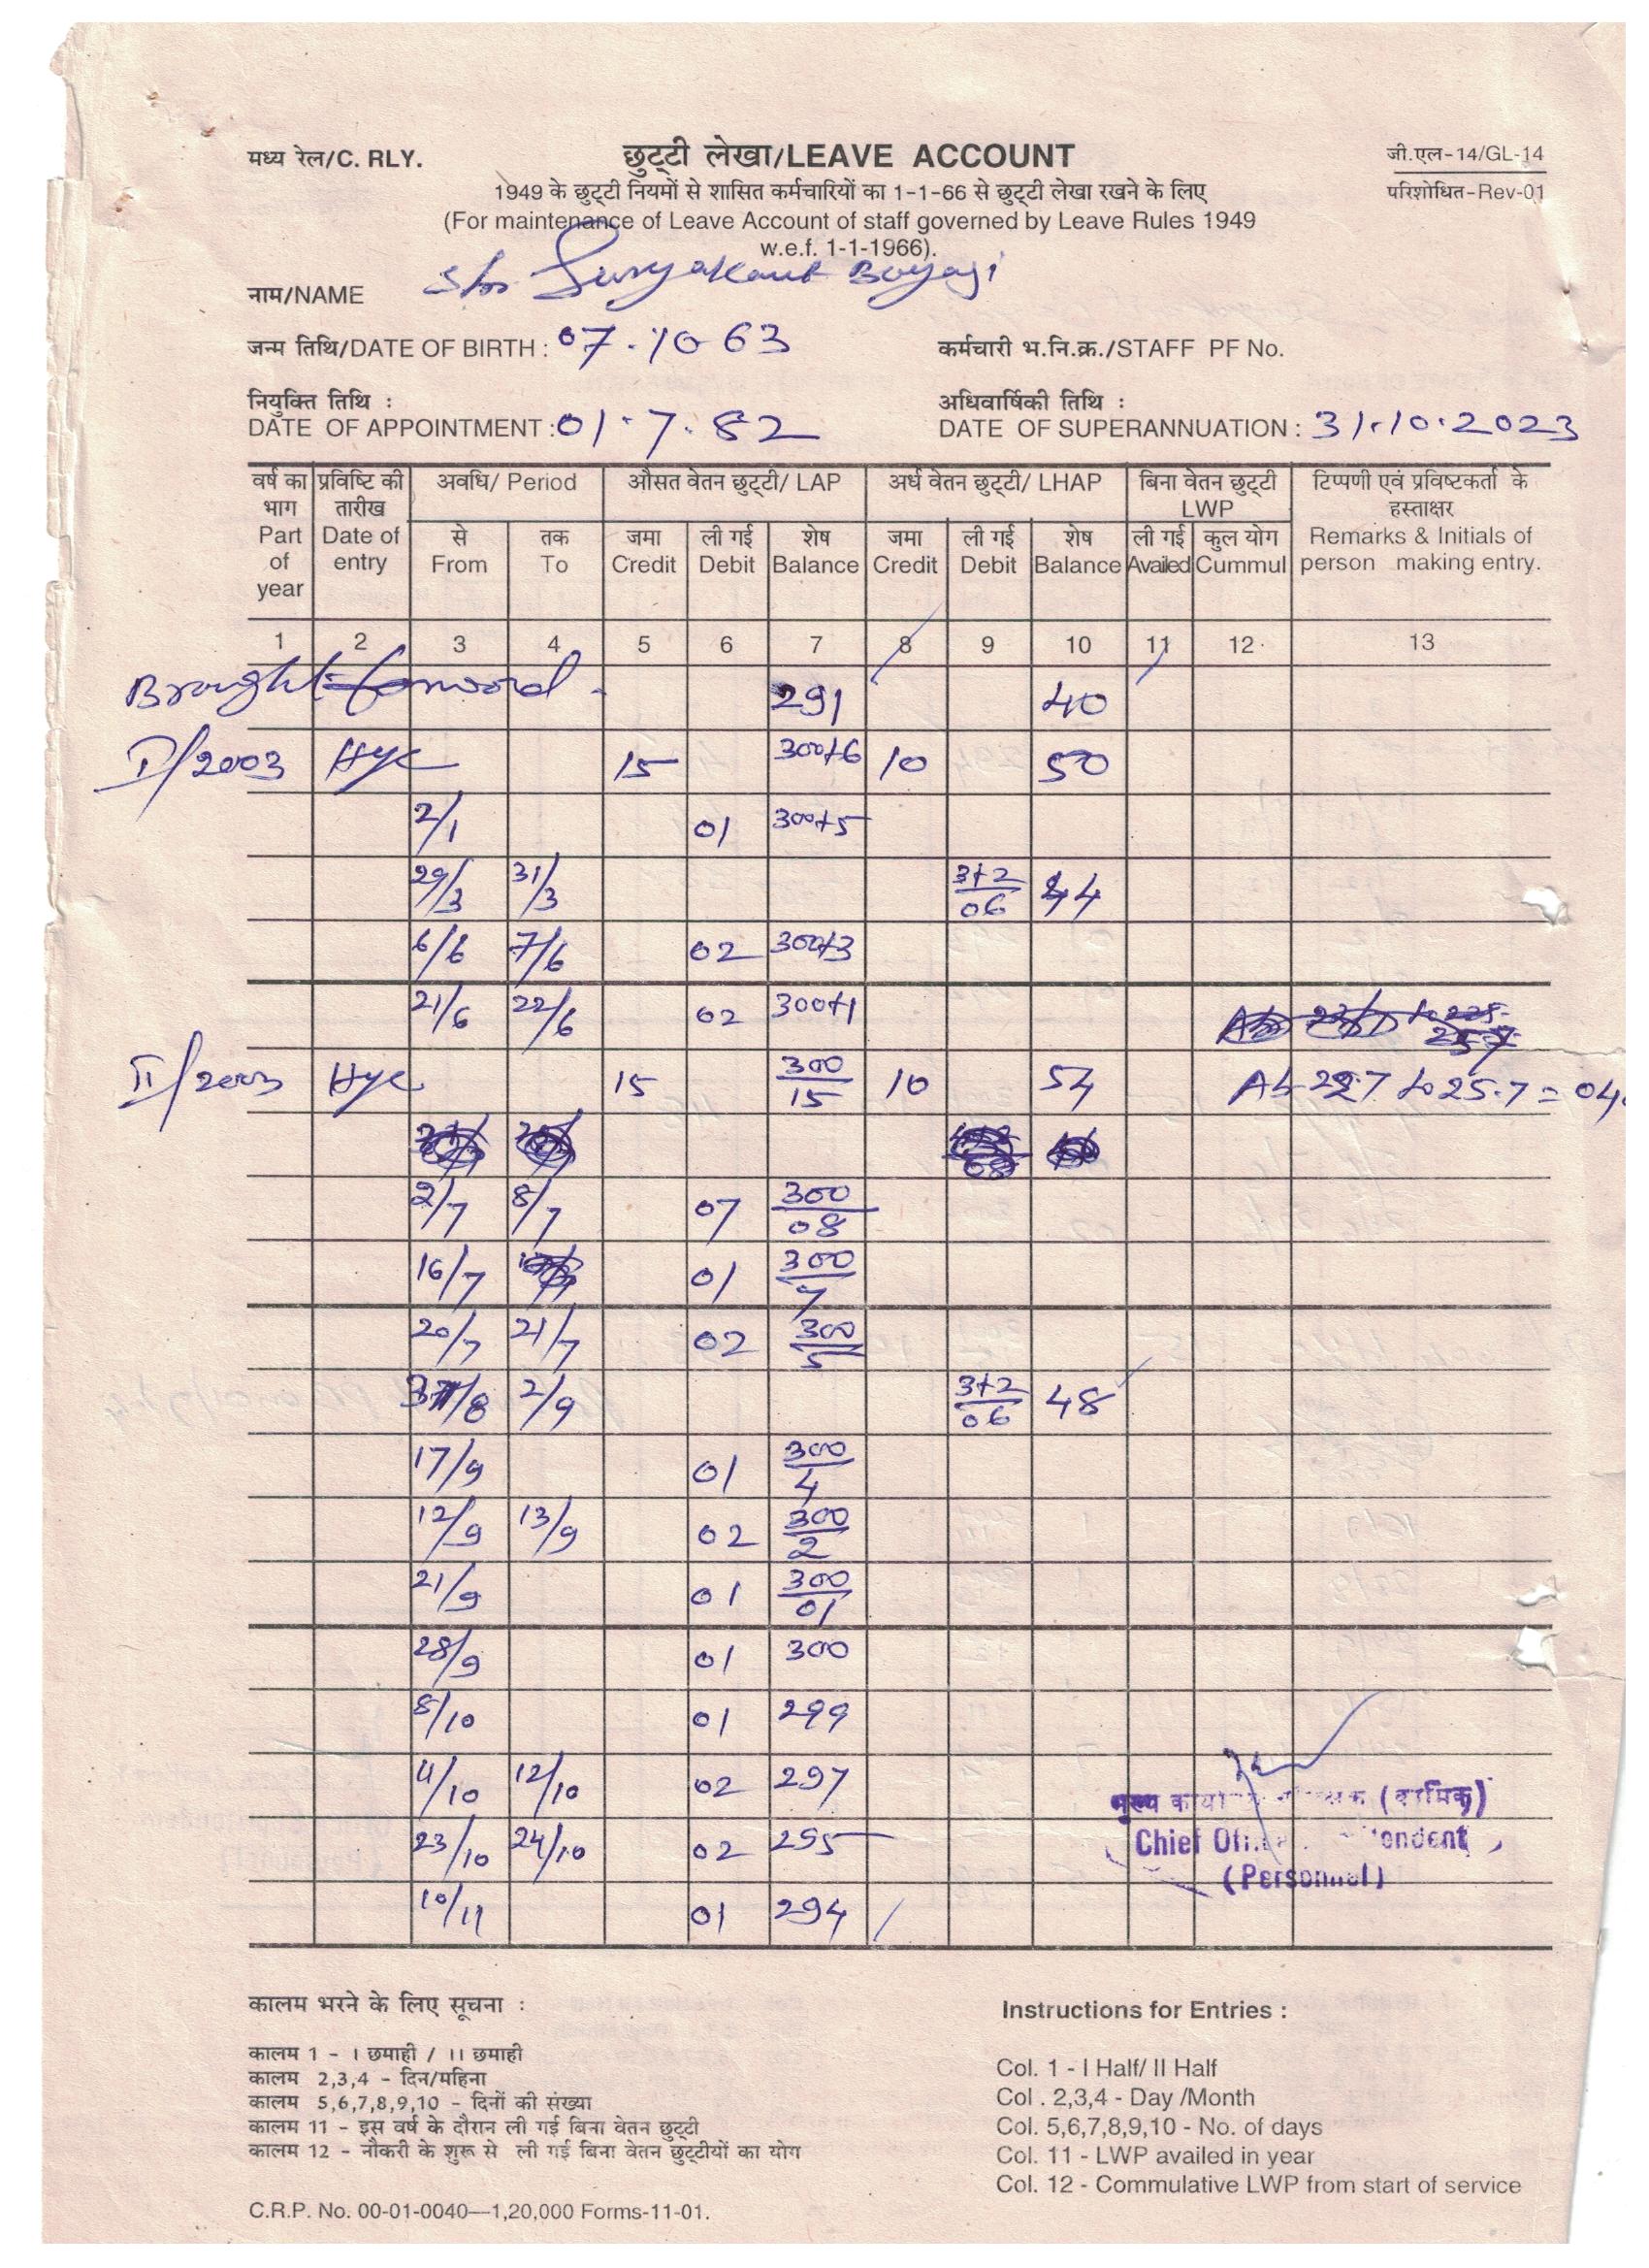 मध्य रेल/C. RLY.
छुट्टी लेखा/LEAVE ACCOUNT
जी.एल-14/GL-14
परिशोधित-Rev-01
1949 के छुट्टी नियमों से शासित कर्मचारियों का 1-1-66 से छुट्टी लेखा रखने के लिए
(For maintenance of Leave Account of staff governed by Leave Rules 1949
w.e.f. 1-1-1966).
नाम/NAME Suryakant
जन्म तिथि/DATE OF BIRTH : 07.10 63
कर्मचारी भ.नि.क्र./STAFF PF No.
नियुक्ति तिथि :
DATE OF APPOINTMENT : 01.7.82
अधिवार्षिकी तिथि :
DATE OF SUPERANNUATION : 31.10.2023
वर्ष का भाग Part of year
प्रविष्टि की तारीख Date of entry
अवधि/ Period
औसत वेतन छुट्टी/ LAP
अर्ध वेतन छुट्टी/ LHAP
बिना वेतन छुट्टी LWP
टिप्पणी एवं प्रविष्टकर्ता के हस्ताक्षर Remarks & Initials of person making entry.
से From
तक To
जमा Credit
ली गई Debit
शेष Balance
जमा Credit
ली गई Debit
शेष Balance
ली गई Availed
कुल योग Cummul
1 2 3 4 5 6 7 8 9 10 11 12 13
Brought forward. 291 40
I/2003 Hyc 15 300+6 10 50
2/1 01 300+5
29/3 31/3 3+2/06 44
6/6 7/6 02 300+3
21/6 22/6 02 300+1
II/2003 Hyc 15 300/15 10 54 Ab 22.7 to 25.7 = 04
2/7 8/7 07 300/08
16/7 01 300/7
20/7 21/7 02 300/5
31/8 2/9 3+2/06 48
17/9 01 300/4
12/9 13/9 02 300/2
21/9 01 300/01
28/9 01 300
8/10 01 299
11/10 12/10 02 297
23/10 24/10 02 295
10/11 01 294
मुख्य (कार्मिक)
Chief
(Personnel)
कालम भरने के लिए सूचना :
कालम 1 - I छमाही / II छमाही
कालम 2,3,4 - दिन/महिना
कालम 5,6,7,8,9,10 - दिनों की संख्या
कालम 11 - इस वर्ष के दौरान ली गई बिना वेतन छुट्टी
कालम 12 - नौकरी के शुरू से ली गई बिना वेतन छुट्टीयों का योग
C.R.P. No. 00-01-0040—1,20,000 Forms-11-01.
Instructions for Entries :
Col. 1 - I Half/ II Half
Col . 2,3,4 - Day /Month
Col. 5,6,7,8,9,10 - No. of days
Col. 11 - LWP availed in year
Col. 12 - Commulative LWP from start of service